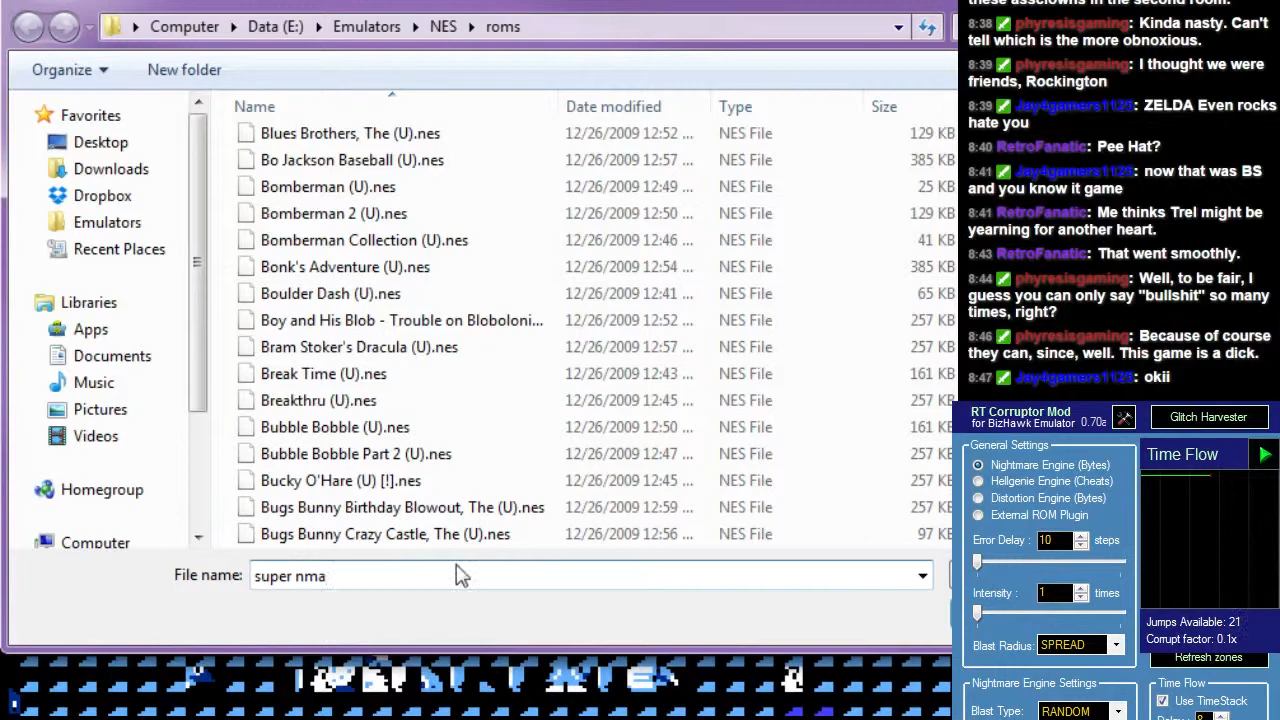 Computer ▸ Data (E:) ▸ Emulators ▸ NES ▸ roms
Organize
New folder
Favorites
Desktop
Downloads
Dropbox
Emulators
Recent Places
Libraries
Apps
Documents
Music
Pictures
Videos
Homegroup
Computer
Name Date modified Type Size
Blues Brothers, The (U).nes 12/26/2009 12:52 ... NES File 129 KB
Bo Jackson Baseball (U).nes 12/26/2009 12:57 ... NES File 385 KB
Bomberman (U).nes 12/26/2009 12:49 ... NES File 25 KB
Bomberman 2 (U).nes 12/26/2009 12:50 ... NES File 129 KB
Bomberman Collection (U).nes 12/26/2009 12:46 ... NES File 41 KB
Bonk's Adventure (U).nes 12/26/2009 12:54 ... NES File 385 KB
Boulder Dash (U).nes 12/26/2009 12:41 ... NES File 65 KB
Boy and His Blob - Trouble on Bloboloni... 12/26/2009 12:52 ... NES File 257 KB
Bram Stoker's Dracula (U).nes 12/26/2009 12:57 ... NES File 257 KB
Break Time (U).nes 12/26/2009 12:43 ... NES File 161 KB
Breakthru (U).nes 12/26/2009 12:45 ... NES File 161 KB
Bubble Bobble (U).nes 12/26/2009 12:50 ... NES File 161 KB
Bubble Bobble Part 2 (U).nes 12/26/2009 12:54 ... NES File 257 KB
Bucky O'Hare (U) [!].nes 12/26/2009 12:45 ... NES File 257 KB
Bugs Bunny Birthday Blowout, The (U).nes 12/26/2009 12:59 ... NES File 257 KB
Bugs Bunny Crazy Castle, The (U).nes 12/26/2009 12:56 ... NES File 97 KB
File name: super nma
these assclowns in the second room.
8:38 phyresisgaming: Kinda nasty. Can't
tell which is the more obnoxious.
8:39 phyresisgaming: I thought we were
friends, Rockington
8:39 Jay4gamers1125: ZELDA Even rocks
hate you
8:40 RetroFanatic: Pee Hat?
8:41 Jay4gamers1125: now that was BS
and you know it game
8:41 RetroFanatic: Me thinks Trel might be
yearning for another heart.
8:43 RetroFanatic: That went smoothly.
8:44 phyresisgaming: Well, to be fair, I
guess you can only say "bullshit" so many
times, right?
8:46 phyresisgaming: Because of course
they can, since, well. This game is a dick.
8:47 Jay4gamers1125: okii
RT Corruptor Mod
for BizHawk Emulator 0.70a
Glitch Harvester
General Settings
Nightmare Engine (Bytes)
Hellgenie Engine (Cheats)
Distortion Engine (Bytes)
External ROM Plugin
Error Delay : 10 steps
Intensity : 1 times
Blast Radius: SPREAD
Time Flow
Jumps Available: 21
Corrupt factor: 0.1x
Refresh zones
Nightmare Engine Settings
Blast Type: RANDOM
Time Flow
Use TimeStack